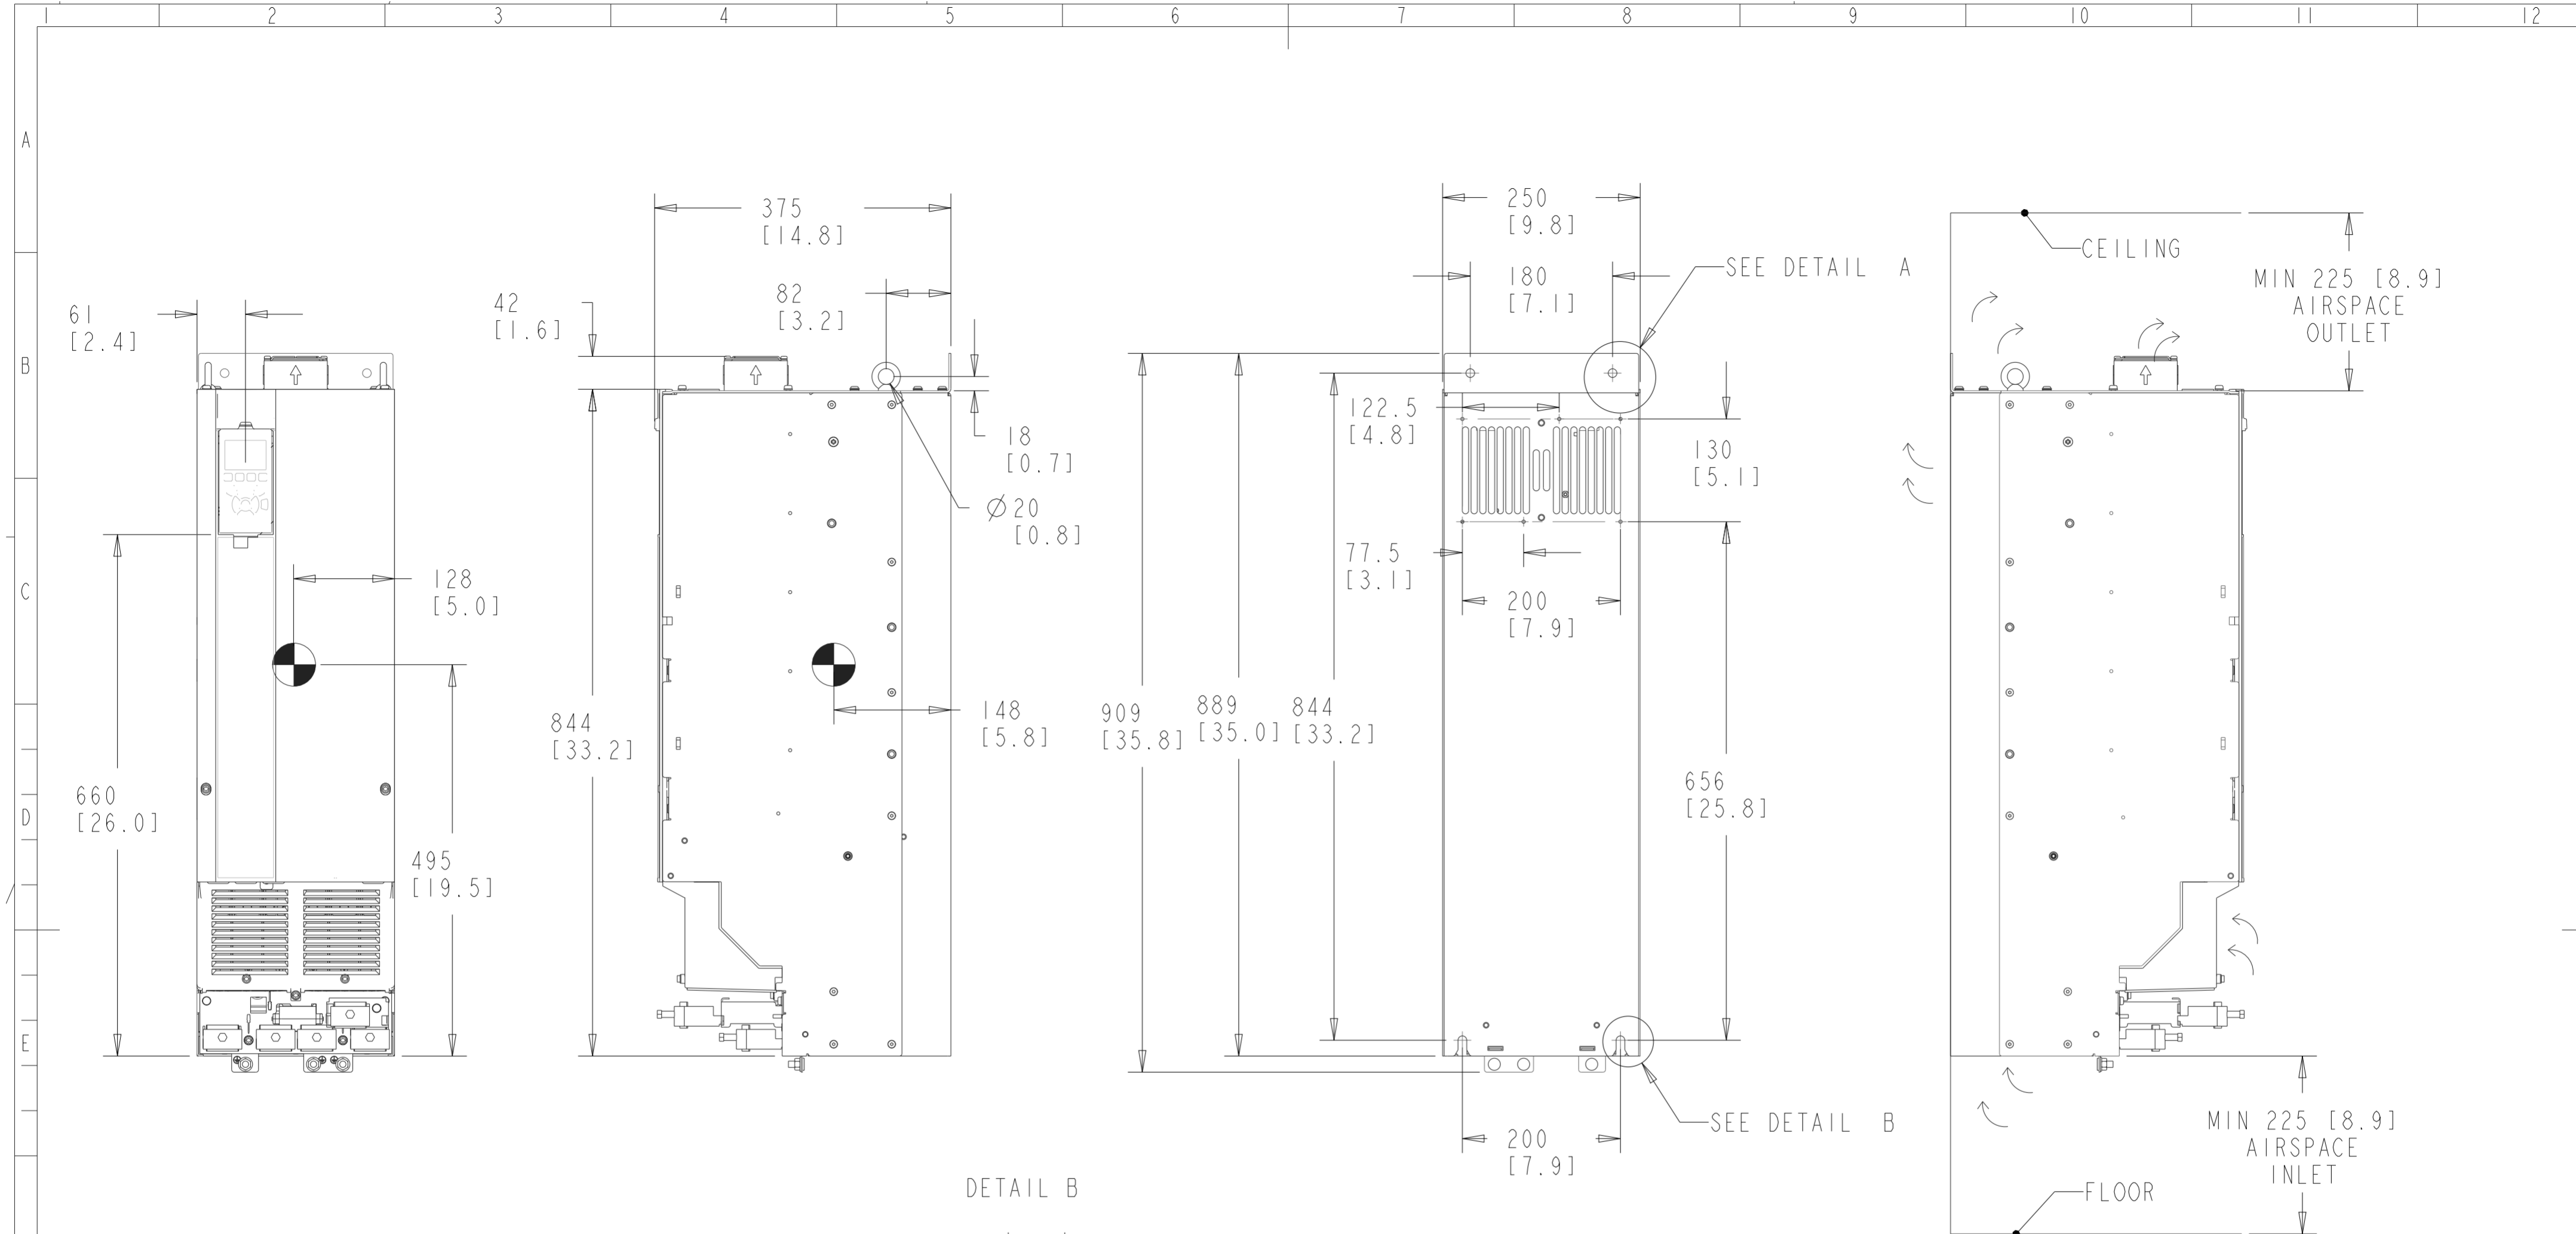 1 2 3 4 5 6 7 8 9 10 11 12
A
B
C
D
E
61
[2.4]
660
[26.0]
128
[5.0]
495
[19.5]
375
[14.8]
42
[1.6]
82
[3.2]
18
[0.7]
Ø20
[0.8]
844
[33.2]
148
[5.8]
250
[9.8]
180
[7.1]
SEE DETAIL A
122.5
[4.8]
130
[5.1]
77.5
[3.1]
200
[7.9]
909
[35.8]
889
[35.0]
844
[33.2]
656
[25.8]
SEE DETAIL B
200
[7.9]
CEILING
MIN 225 [8.9]
AIRSPACE
OUTLET
MIN 225 [8.9]
AIRSPACE
INLET
FLOOR
DETAIL B